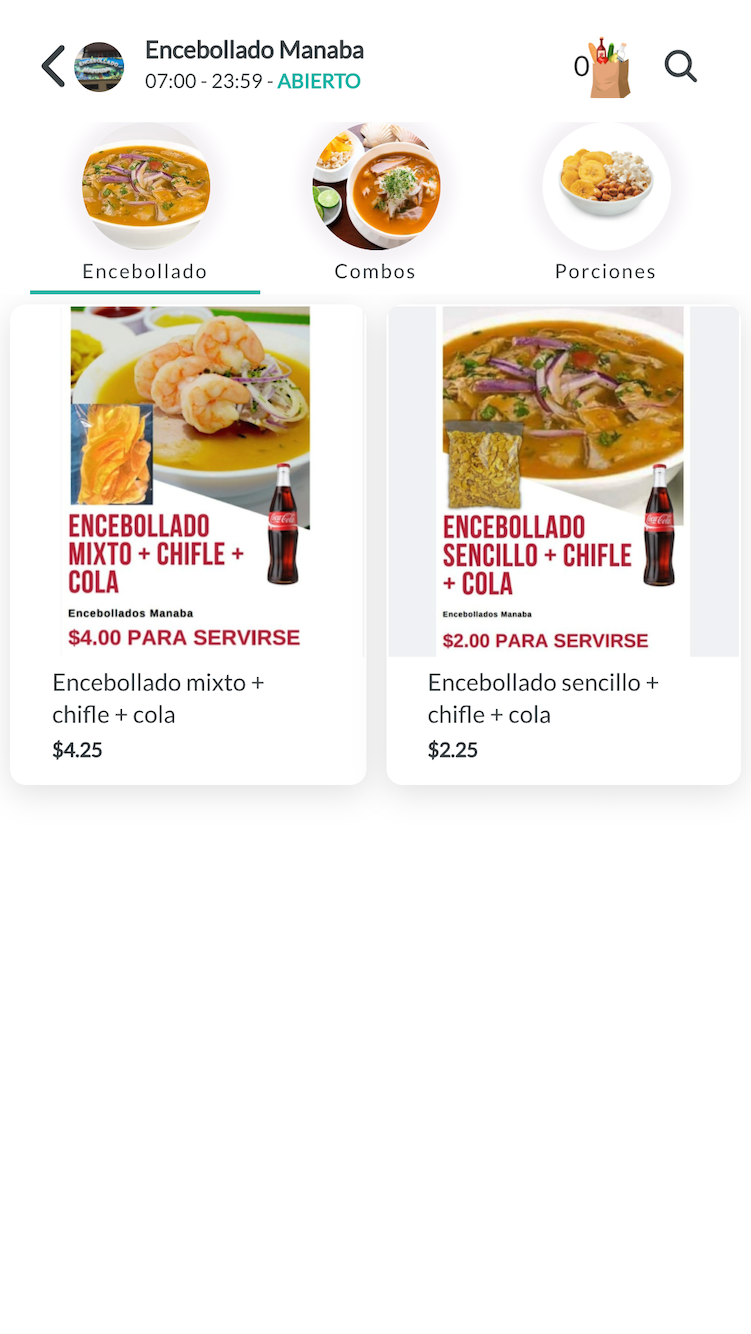 Encebollado Manaba
07:00 - 23:59 - ABIERTO
0
Encebollado
Combos
Porciones
ENCEBOLLADO
MIXTO + CHIFLE +
COLA
Encebollados Manaba
$4.00 PARA SERVIRSE
Encebollado mixto +
chifle + cola
$4.25
ENCEBOLLADO
SENCILLO + CHIFLE
+ COLA
Encebollados Manaba
$2.00 PARA SERVIRSE
Encebollado sencillo +
chifle + cola
$2.25